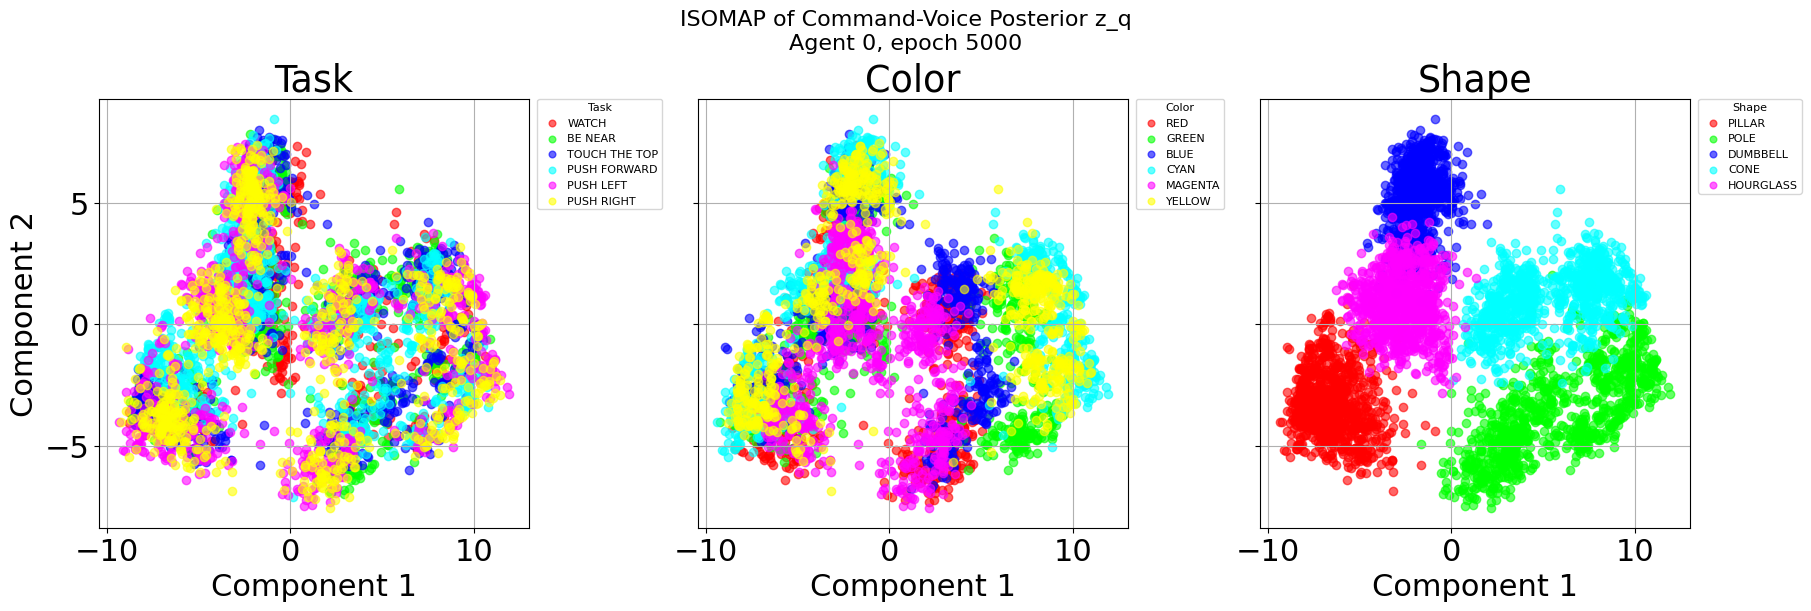 ISOMAP of Command-Voice Posterior z_q
Agent 0, epoch 5000
Task
Component 2
5
0
−5
−10
0
10
Component 1
Task
WATCH
BE NEAR
TOUCH THE TOP
PUSH FORWARD
PUSH LEFT
PUSH RIGHT
Color
−10
0
10
Component 1
Color
RED
GREEN
BLUE
CYAN
MAGENTA
YELLOW
Shape
−10
0
10
Component 1
Shape
PILLAR
POLE
DUMBBELL
CONE
HOURGLASS